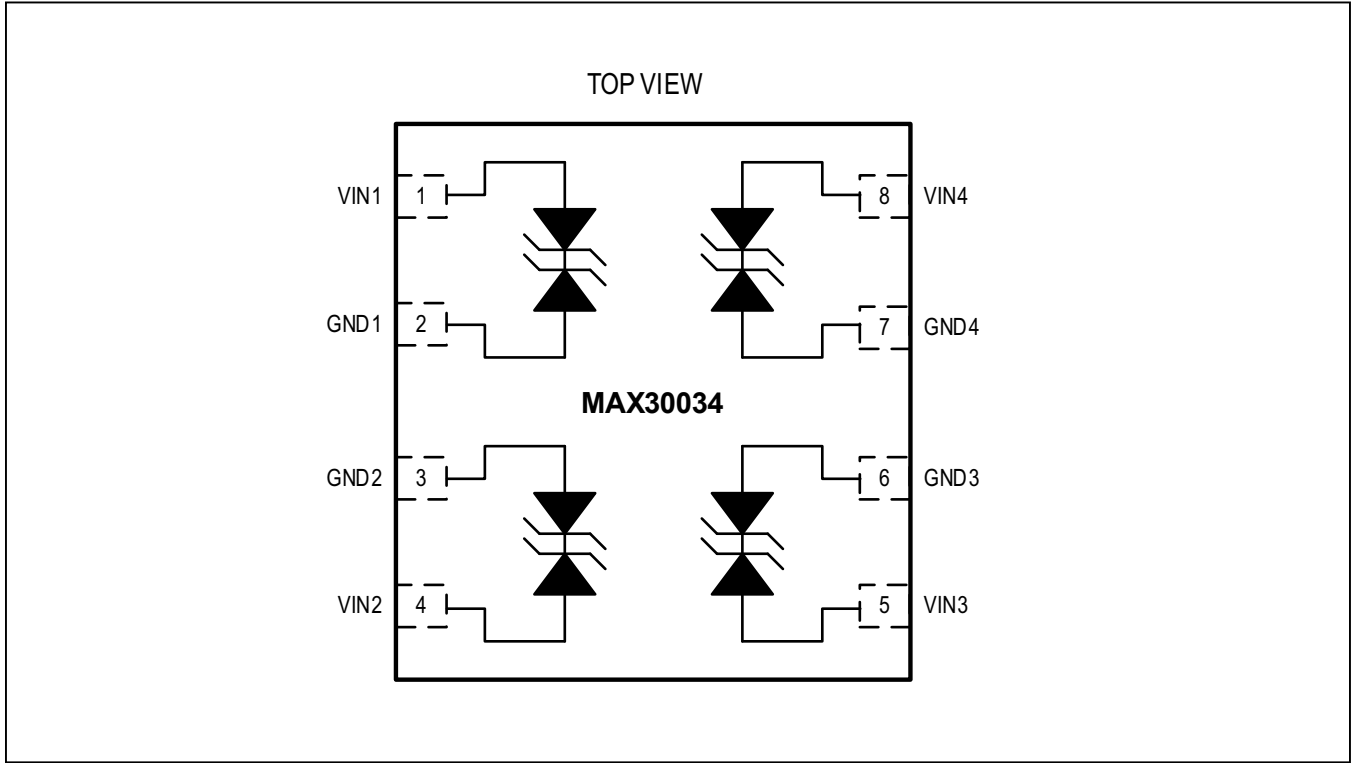 TOP VIEW
VIN1 1 8 VIN4
GND1 2 7 GND4
MAX30034
GND2 3 6 GND3
VIN2 4 5 VIN3